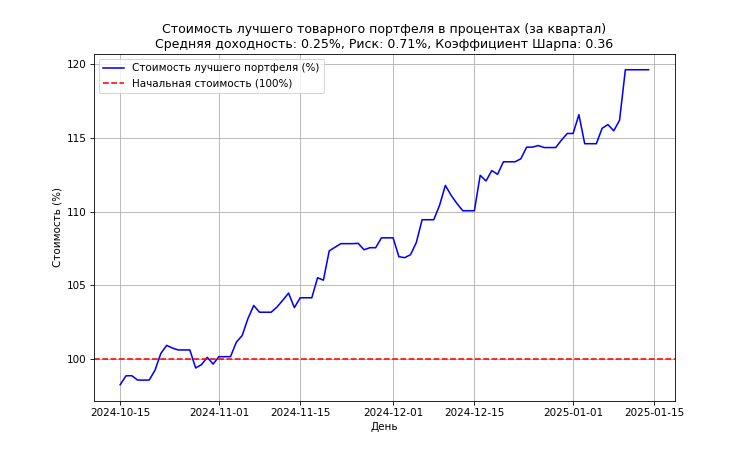 Стоимость лучшего товарного портфеля в процентах (за квартал)
Средняя доходность: 0.25%, Риск: 0.71%, Коэффициент Шарпа: 0.36
Стоимость лучшего портфеля (%)
Начальная стоимость (100%)
Стоимость (%)
120
115
110
105
100
2024-10-15 2024-11-01 2024-11-15 2024-12-01 2024-12-15 2025-01-01 2025-01-15
День